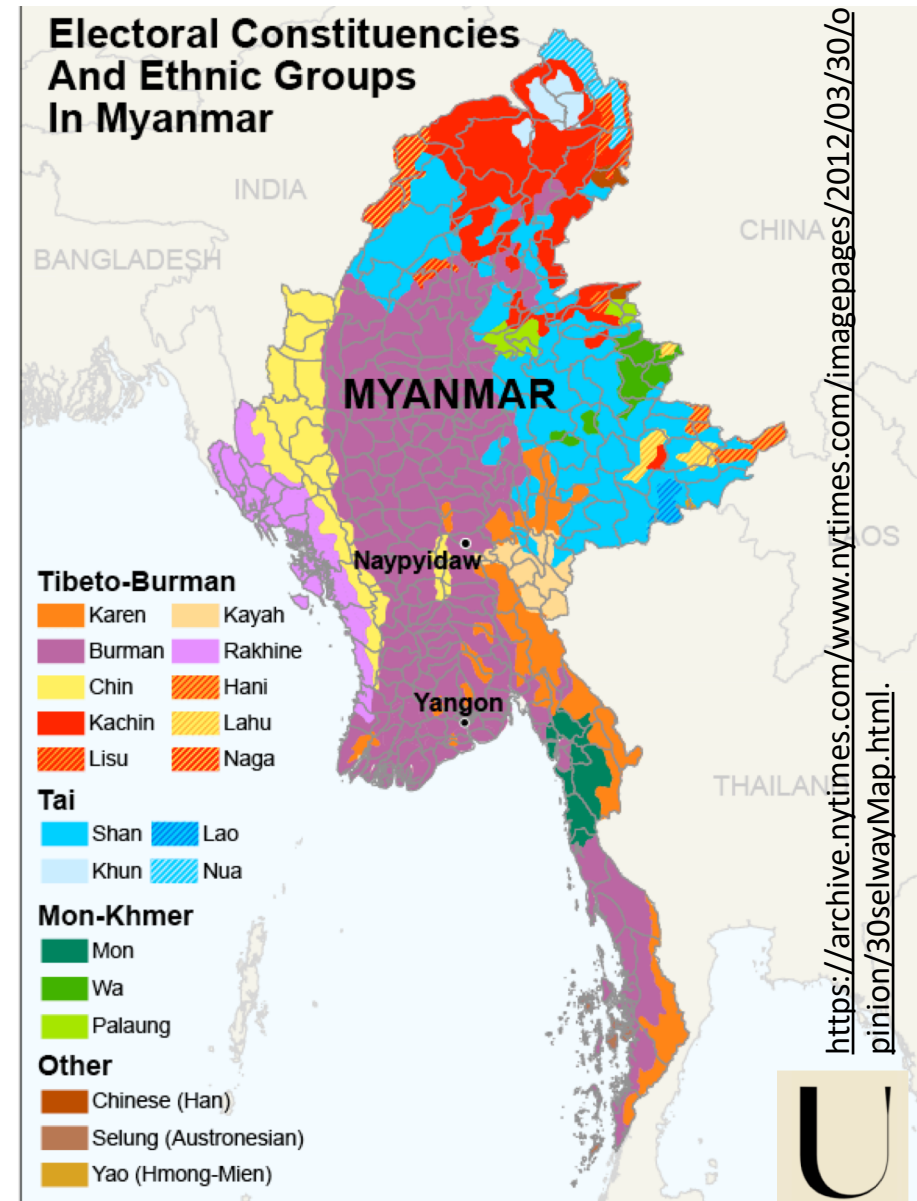 Electoral Constituencies
And Ethnic Groups
In Myanmar
INDIA
CHINA
BANGLADESH
MYANMAR
LAOS
Naypyidaw
Yangon
THAILAND
Tibeto-Burman
Karen Kayah
Burman Rakhine
Chin Hani
Kachin Lahu
Lisu Naga
Tai
Shan Lao
Khun Nua
Mon-Khmer
Mon
Wa
Palaung
Other
Chinese (Han)
Selung (Austronesian)
Yao (Hmong-Mien)
https://archive.nytimes.com/www.nytimes.com/imagepages/2012/03/30/o
pinion/30selwayMap.html.
U